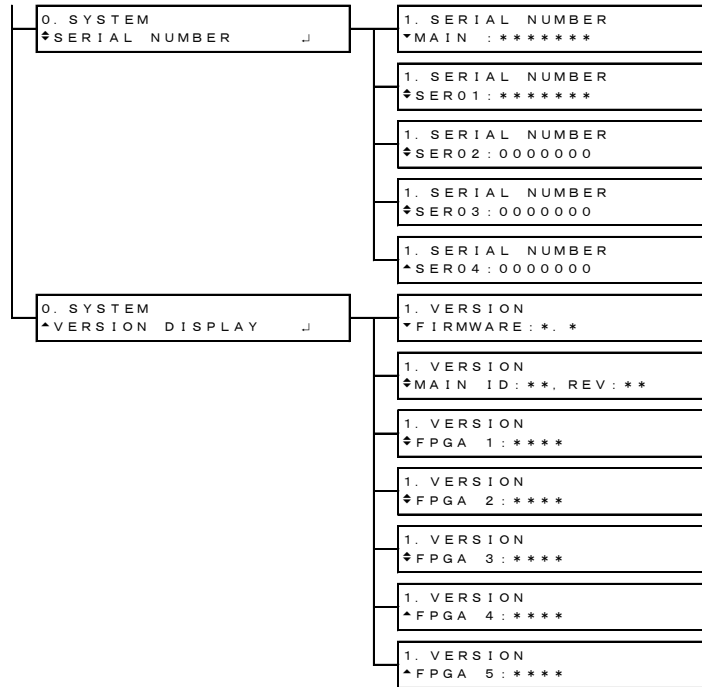 0. SYSTEM
SERIAL NUMBER ↵
1. SERIAL NUMBER
MAIN :*******
1. SERIAL NUMBER
SER01:*******
1. SERIAL NUMBER
SER02:0000000
1. SERIAL NUMBER
SER03:0000000
1. SERIAL NUMBER
SER04:0000000
0. SYSTEM
VERSION DISPLAY ↵
1. VERSION
FIRMWARE:*. *
1. VERSION
MAIN ID:**, REV:**
1. VERSION
FPGA 1:****
1. VERSION
FPGA 2:****
1. VERSION
FPGA 3:****
1. VERSION
FPGA 4:****
1. VERSION
FPGA 5:****